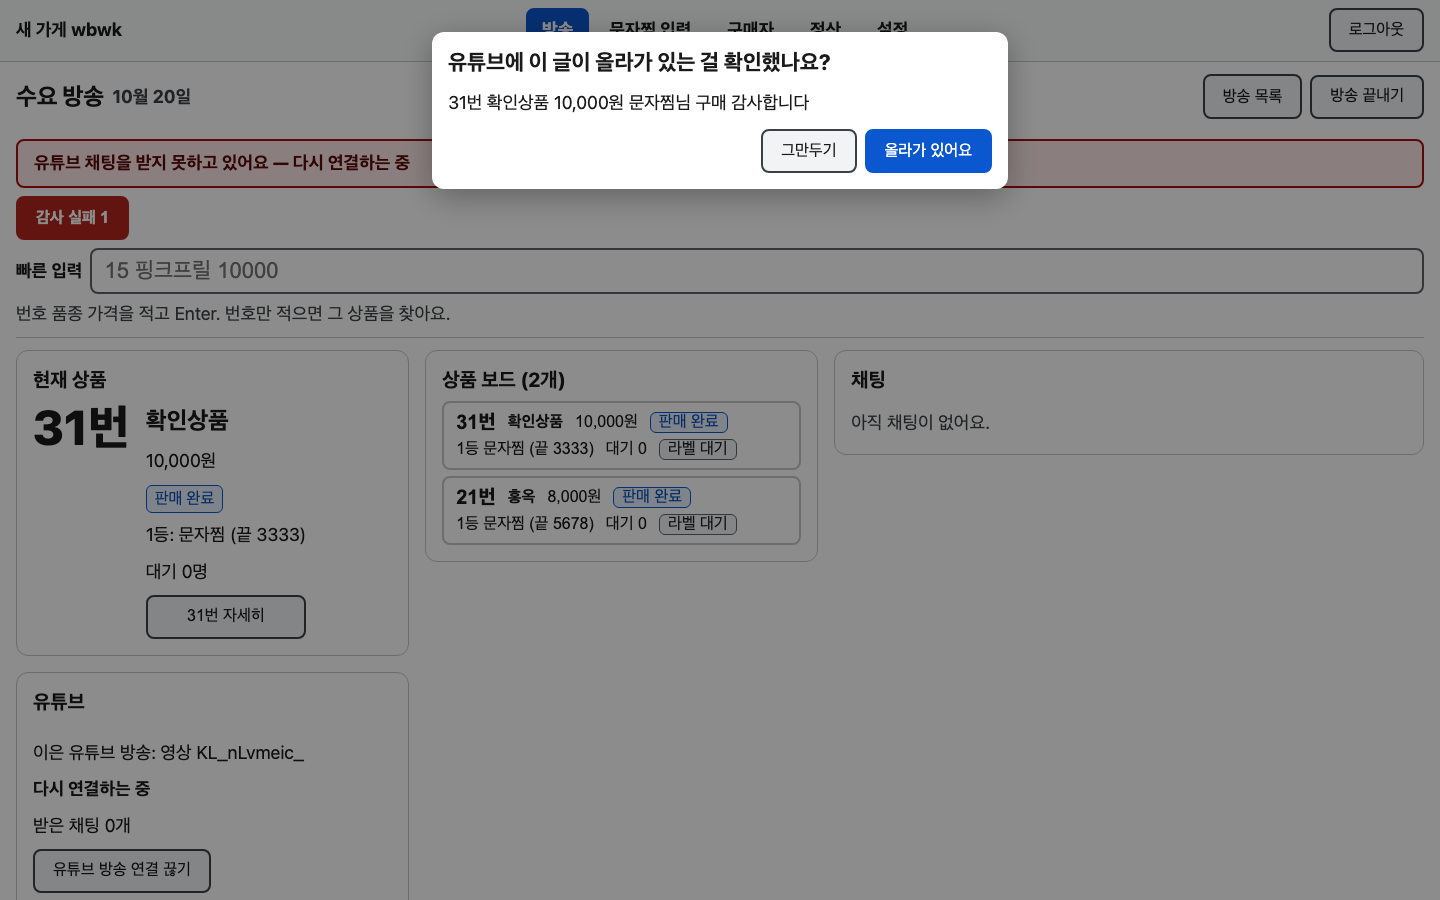 새 가게 wbwk
방송 문자찜 입력 구매자 정산 설정
로그아웃
유튜브에 이 글이 올라가 있는 걸 확인했나요?
31번 확인상품 10,000원 문자찜님 구매 감사합니다
그만두기
올라가 있어요
수요 방송 10월 20일
방송 목록
방송 끝내기
유튜브 채팅을 받지 못하고 있어요 — 다시 연결하는 중
감사 실패 1
빠른 입력
15 핑크프릴 10000
번호 품종 가격을 적고 Enter. 번호만 적으면 그 상품을 찾아요.
현재 상품
31번
확인상품
10,000원
판매 완료
1등: 문자찜 (끝 3333)
대기 0명
31번 자세히
유튜브
이은 유튜브 방송: 영상 KL_nLvmeic_
다시 연결하는 중
받은 채팅 0개
유튜브 방송 연결 끊기
상품 보드 (2개)
31번 확인상품 10,000원 판매 완료
1등 문자찜 (끝 3333) 대기 0 라벨 대기
21번 홍옥 8,000원 판매 완료
1등 문자찜 (끝 5678) 대기 0 라벨 대기
채팅
아직 채팅이 없어요.